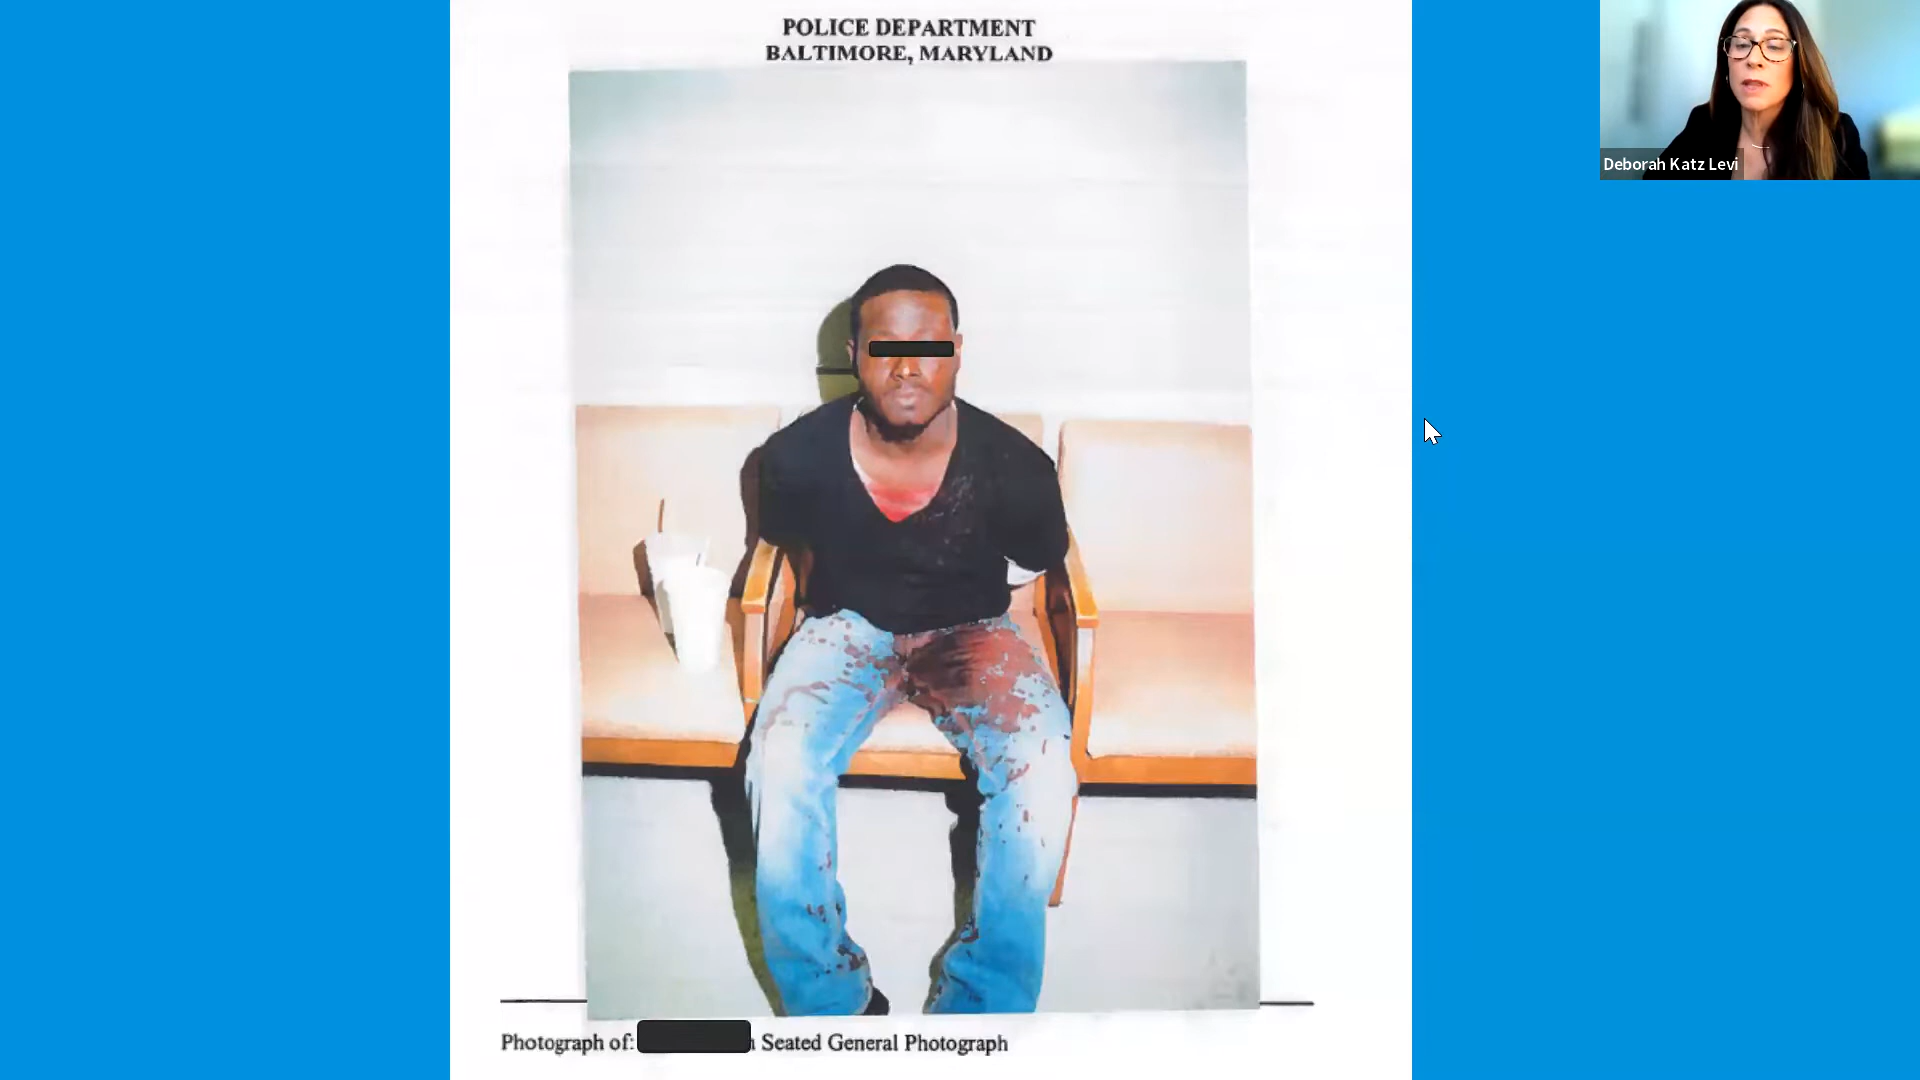 POLICE DEPARTMENT
BALTIMORE, MARYLAND
Deborah Katz Levi
Photograph of: Seated General Photograph